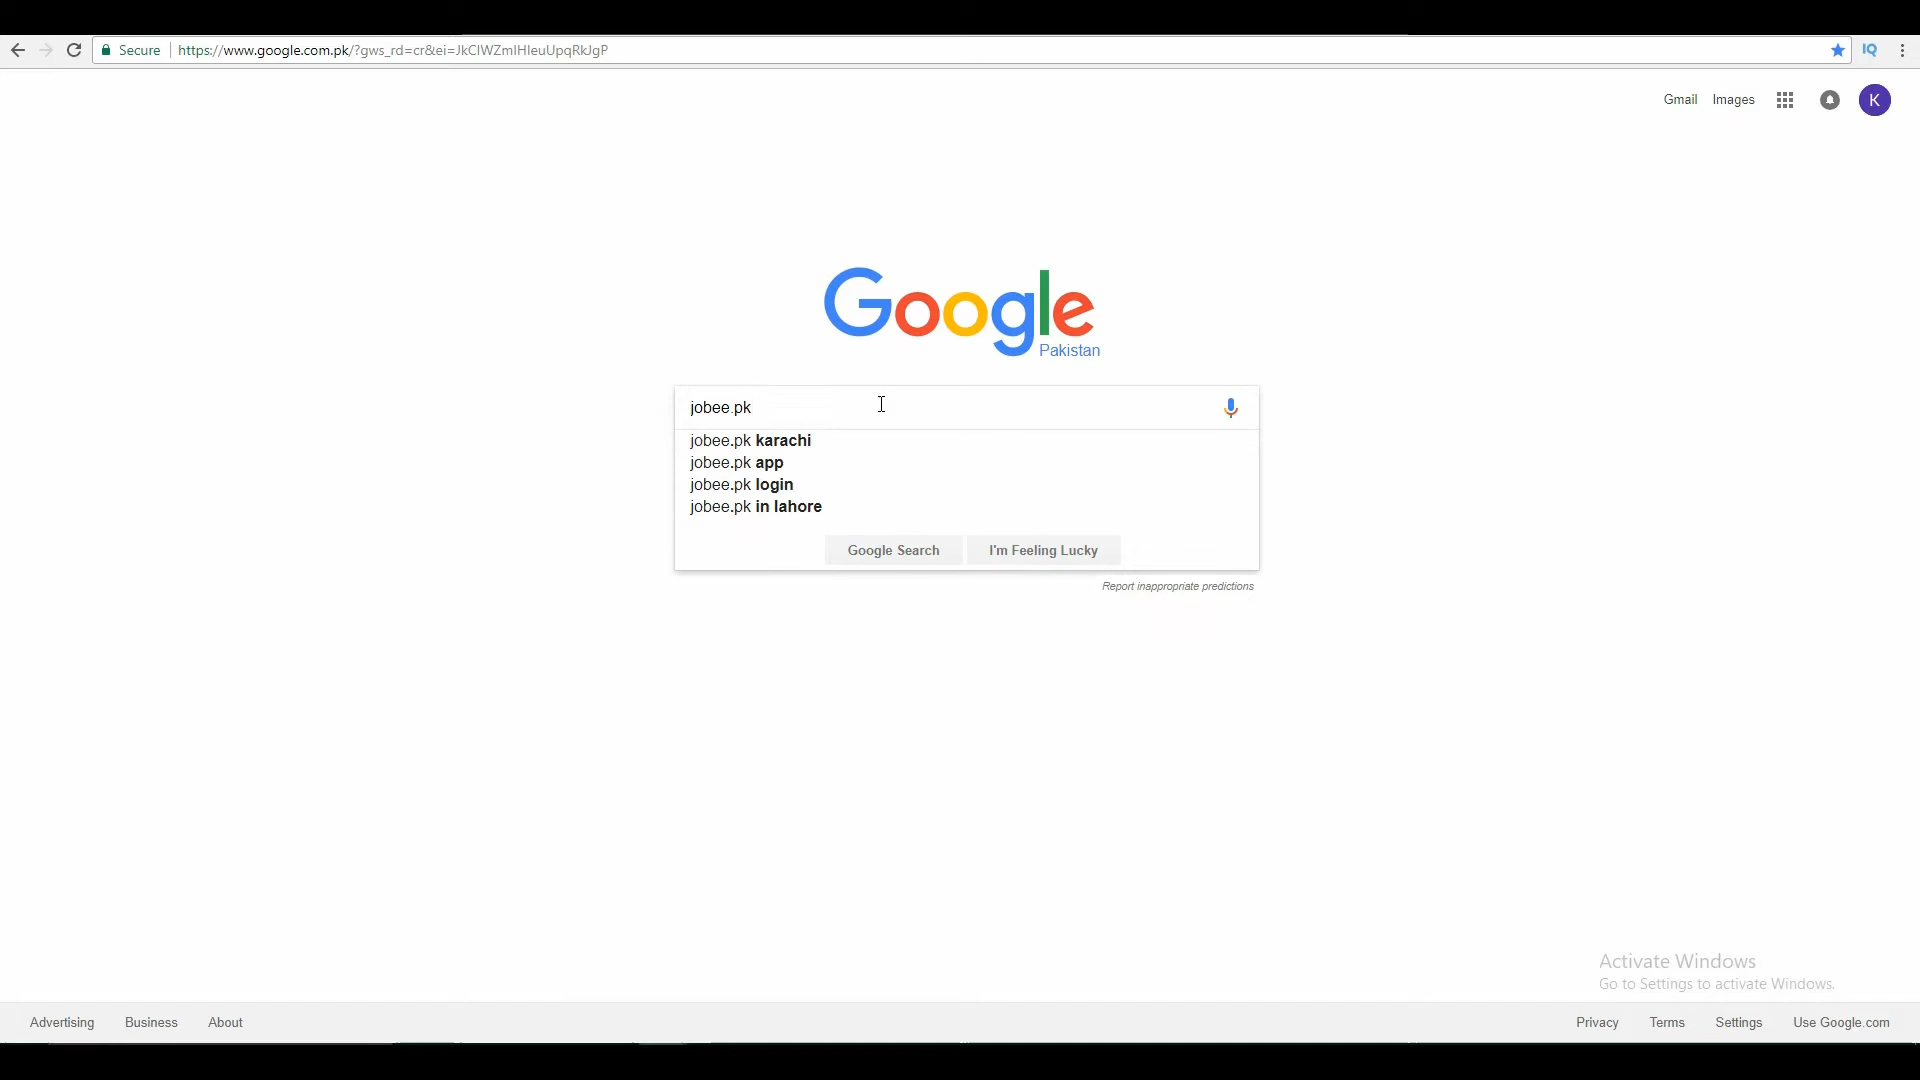 Secure https://www.google.com.pk/?gws_rd=cr&ei=JkCIWZmIHIeuUpqRkJgP
IQ
Gmail Images
K
Google
Pakistan
jobee.pk
jobee.pk karachi
jobee.pk app
jobee.pk login
jobee.pk in lahore
Google Search I'm Feeling Lucky
Report inappropriate predictions
Activate Windows
Go to Settings to activate Windows.
Advertising Business About Privacy Terms Settings Use Google.com